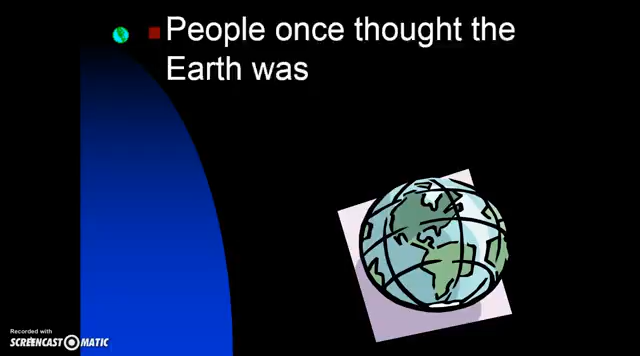 People once thought the
Earth was
Recorded with
SCREENCAST MATIC